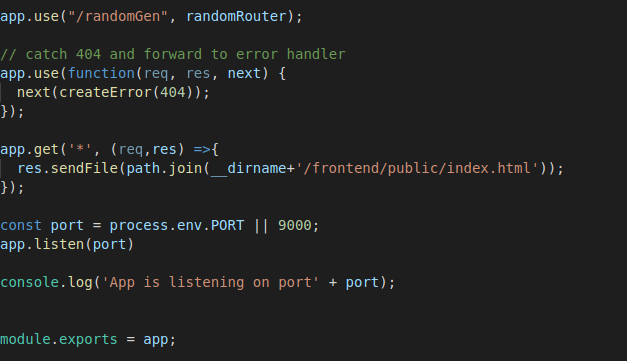 app.use("/randomGen", randomRouter);
// catch 404 and forward to error handler
app.use(function(req, res, next) {
  next(createError(404));
});
app.get('*', (req,res) =>{
  res.sendFile(path.join(__dirname+'/frontend/public/index.html'));
});
const port = process.env.PORT || 9000;
app.listen(port)
console.log('App is listening on port' + port);
module.exports = app;